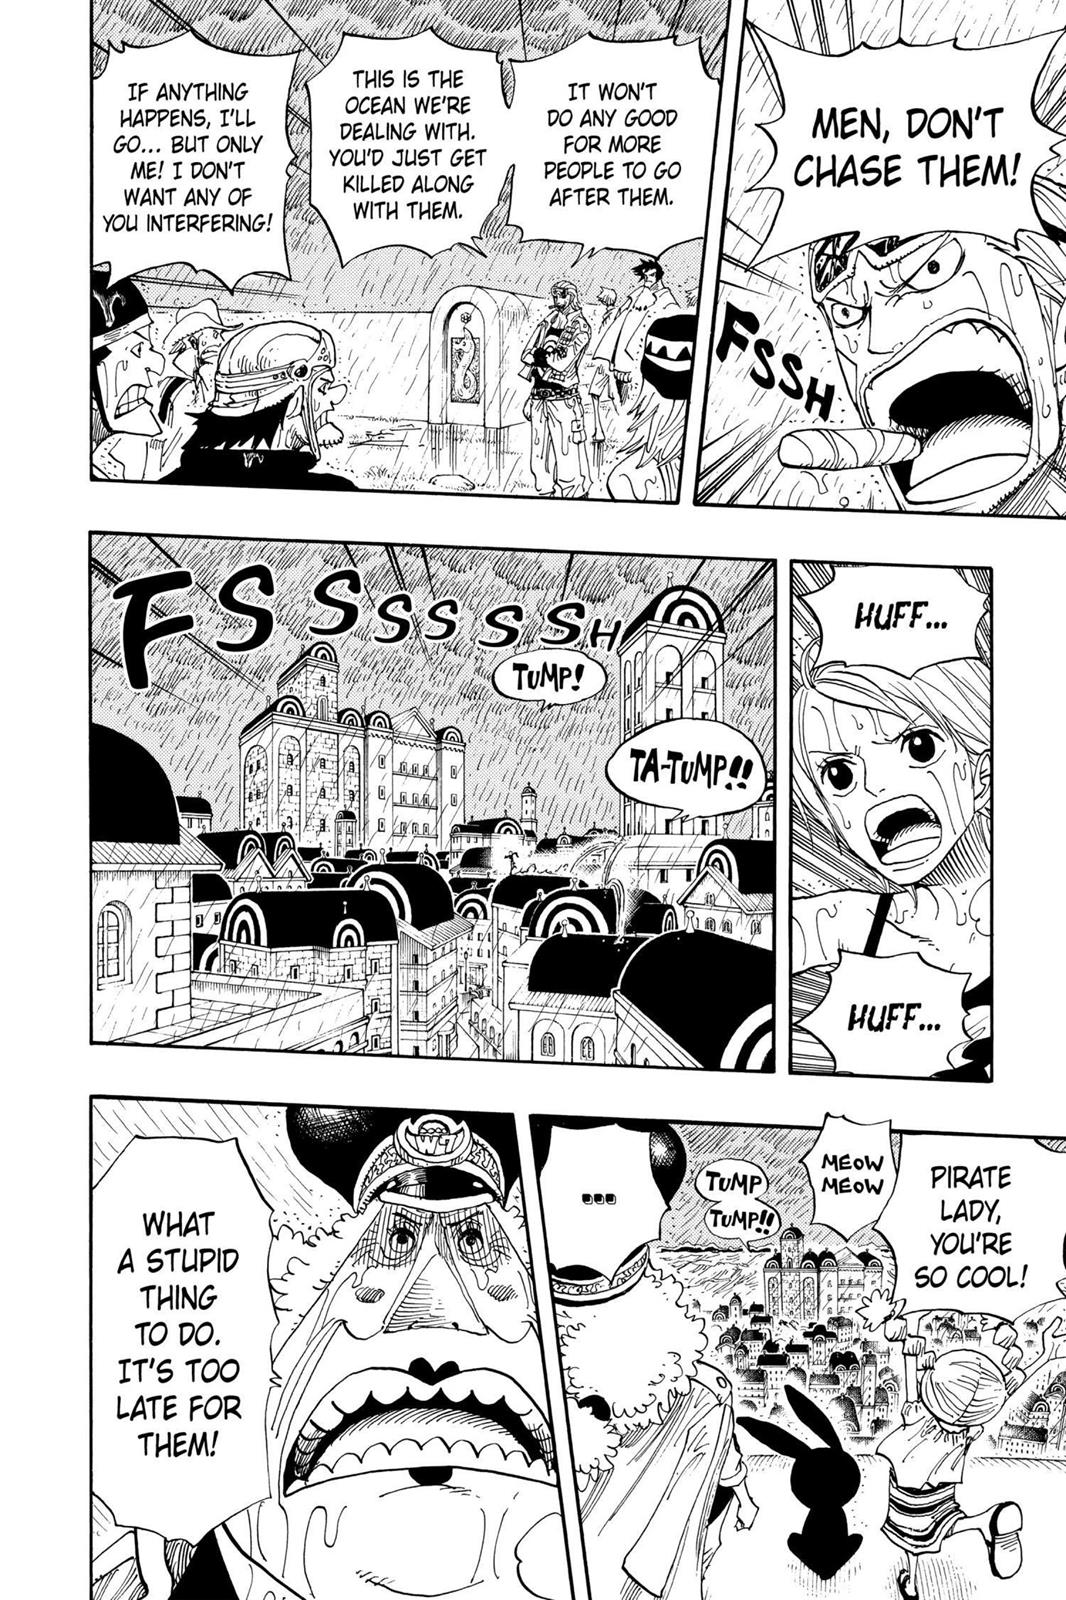 MEN, DON'T
CHASE THEM!
FSSH
IT WON'T
DO ANY GOOD
FOR MORE
PEOPLE TO GO
AFTER THEM.
THIS IS THE
OCEAN WE'RE
DEALING WITH.
YOU'D JUST GET
KILLED ALONG
WITH THEM.
IF ANYTHING
HAPPENS, I'LL
GO... BUT ONLY
ME! I DON'T
WANT ANY OF
YOU INTERFERING!
HUFF...
HUFF...
FSSSSSSSH
TUMP!
TA-TUMP!!
PIRATE
LADY,
YOU'RE
SO COOL!
MEOW
MEOW
TUMP
TUMP!!
...
W7
WHAT
A STUPID
THING
TO DO.
IT'S TOO
LATE FOR
THEM!